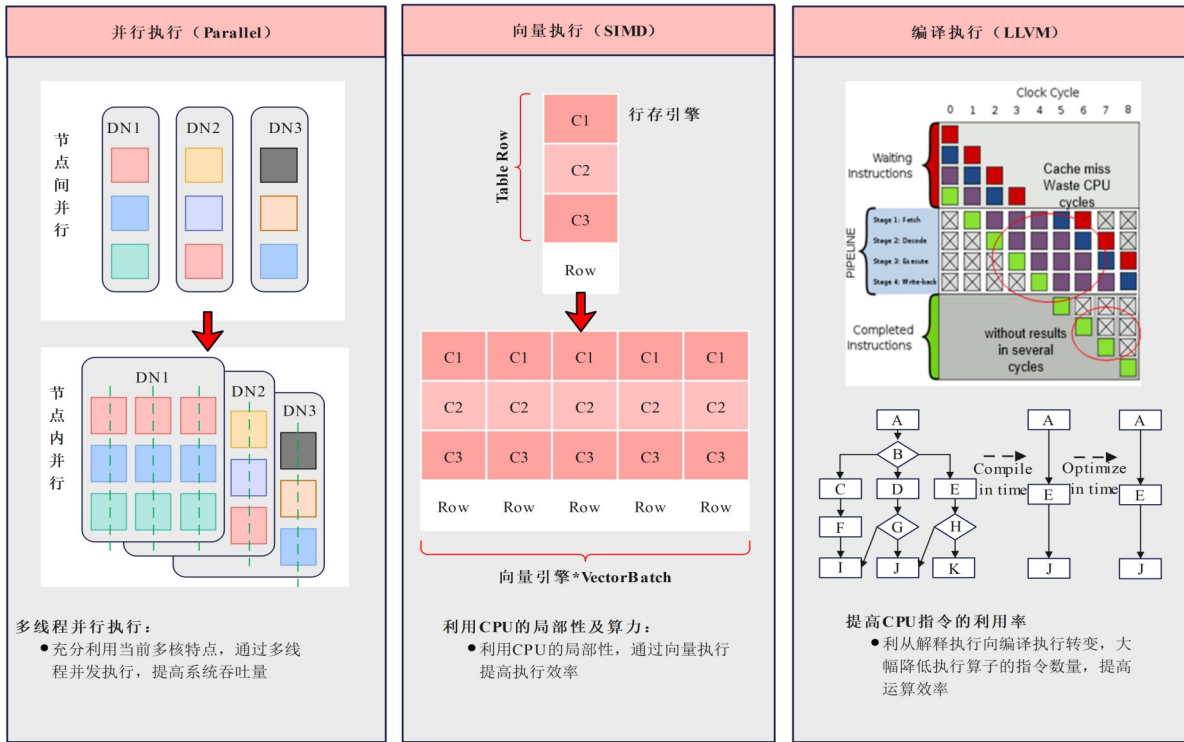 并行执行（Parallel）
节点间并行
DN1
DN2
DN3
节点内并行
DN1
DN2
DN3
多线程并行执行：
●充分利用当前多核特点，通过多线
程并发执行，提高系统吞吐量
向量执行（SIMD）
Table Row
C1
C2
C3
Row
行存引擎
C1 C1 C1 C1 C1
C2 C2 C2 C2 C2
C3 C3 C3 C3 C3
Row Row Row Row Row
向量引擎*VectorBatch
利用CPU的局部性及算力：
●利用CPU的局部性，通过向量执行
提高执行效率
编译执行（LLVM）
Clock Cycle
0 1 2 3 4 5 6 7 8
Waiting
Instructions
Cache miss
Waste CPU
cycles
PIPELINE
Stage 1: Fetch
Stage 2: Decode
Stage 3: Execute
Stage 4: Write-back
Completed
Instructions
without results
in several
cycles
A
B
C D E
F G H
I J K
Compile
in time
A
E
J
Optimize
in time
A
E
J
提高CPU指令的利用率
●利从解释执行向编译执行转变，大
幅降低执行算子的指令数量，提高
运算效率